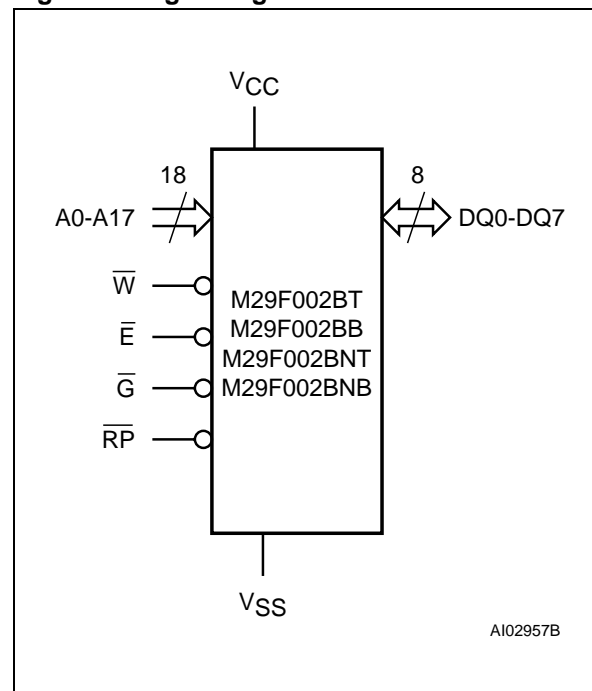 VCC
18
8
A0-A17
DQ0-DQ7
W
E
G
RP
M29F002BT
M29F002BB
M29F002BNT
M29F002BNB
VSS
AI02957B